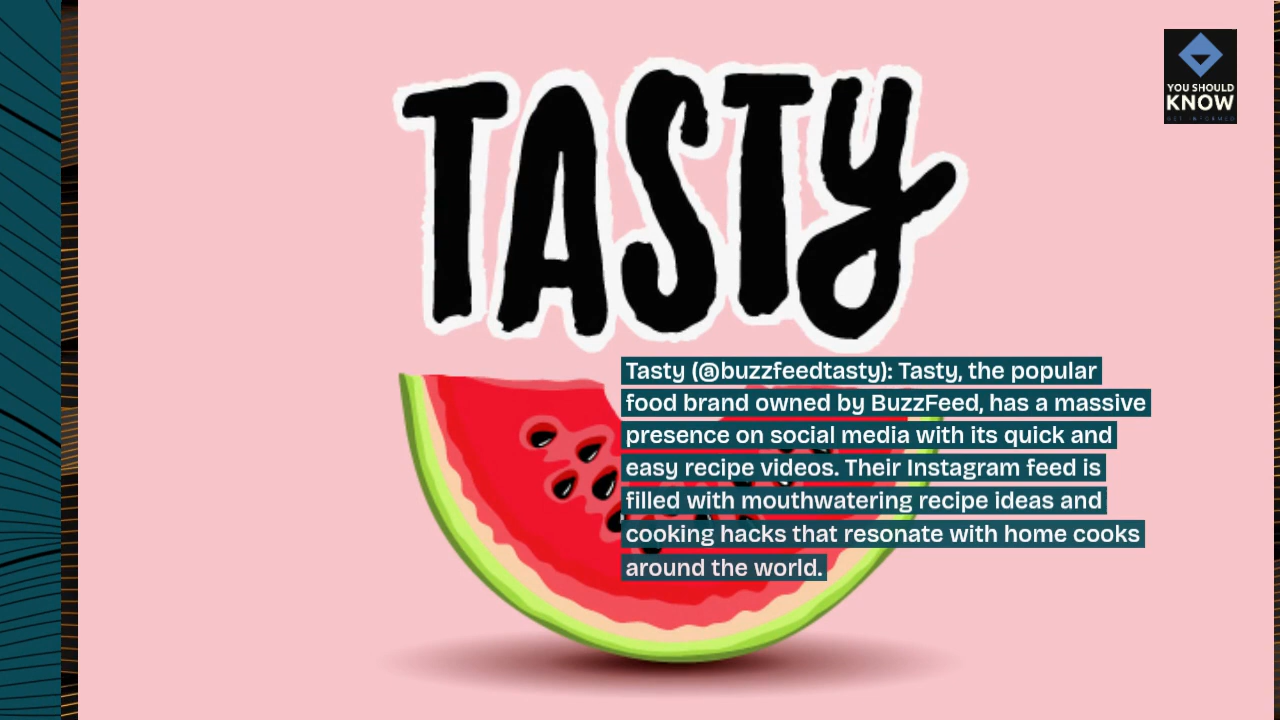 TASTY
YOU SHOULD
KNOW
GET INFORMED
Tasty (@buzzfeedtasty): Tasty, the popular
food brand owned by BuzzFeed, has a massive
presence on social media with its quick and
easy recipe videos. Their Instagram feed is
filled with mouthwatering recipe ideas and
cooking hacks that resonate with home cooks
around the world.